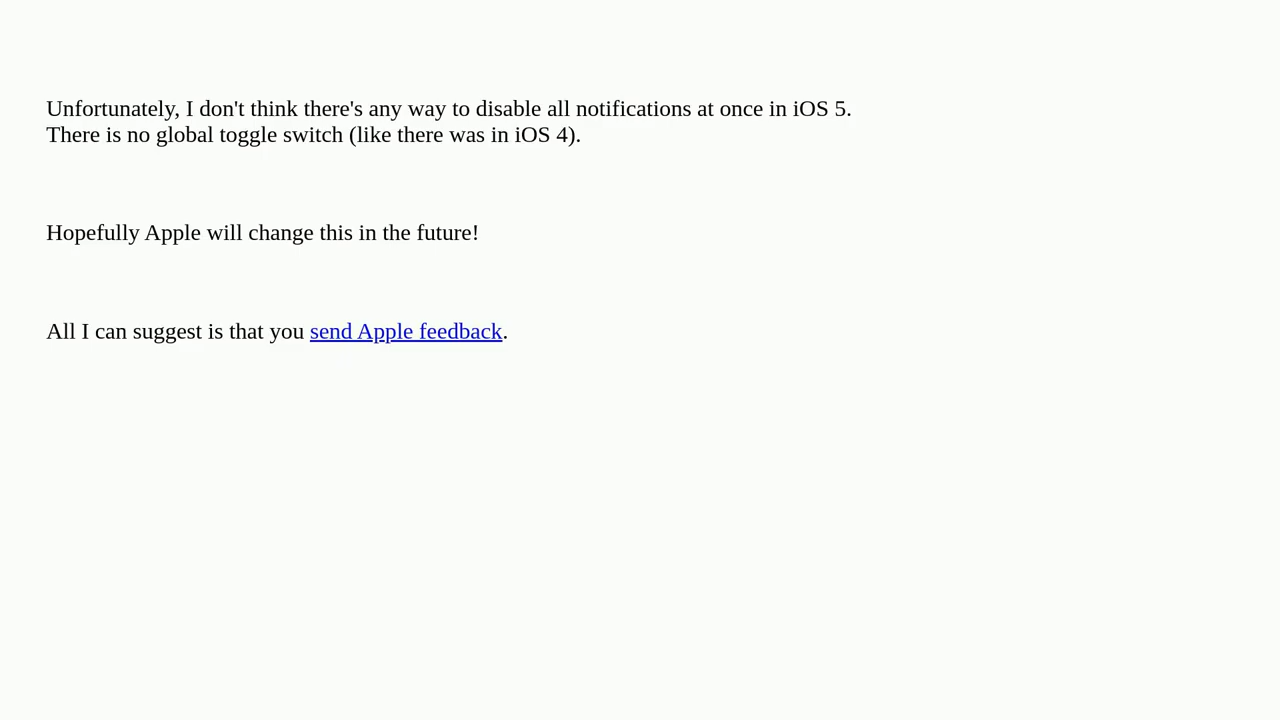 Unfortunately, I don't think there's any way to disable all notifications at once in iOS 5.
There is no global toggle switch (like there was in iOS 4).
Hopefully Apple will change this in the future!
All I can suggest is that you send Apple feedback.